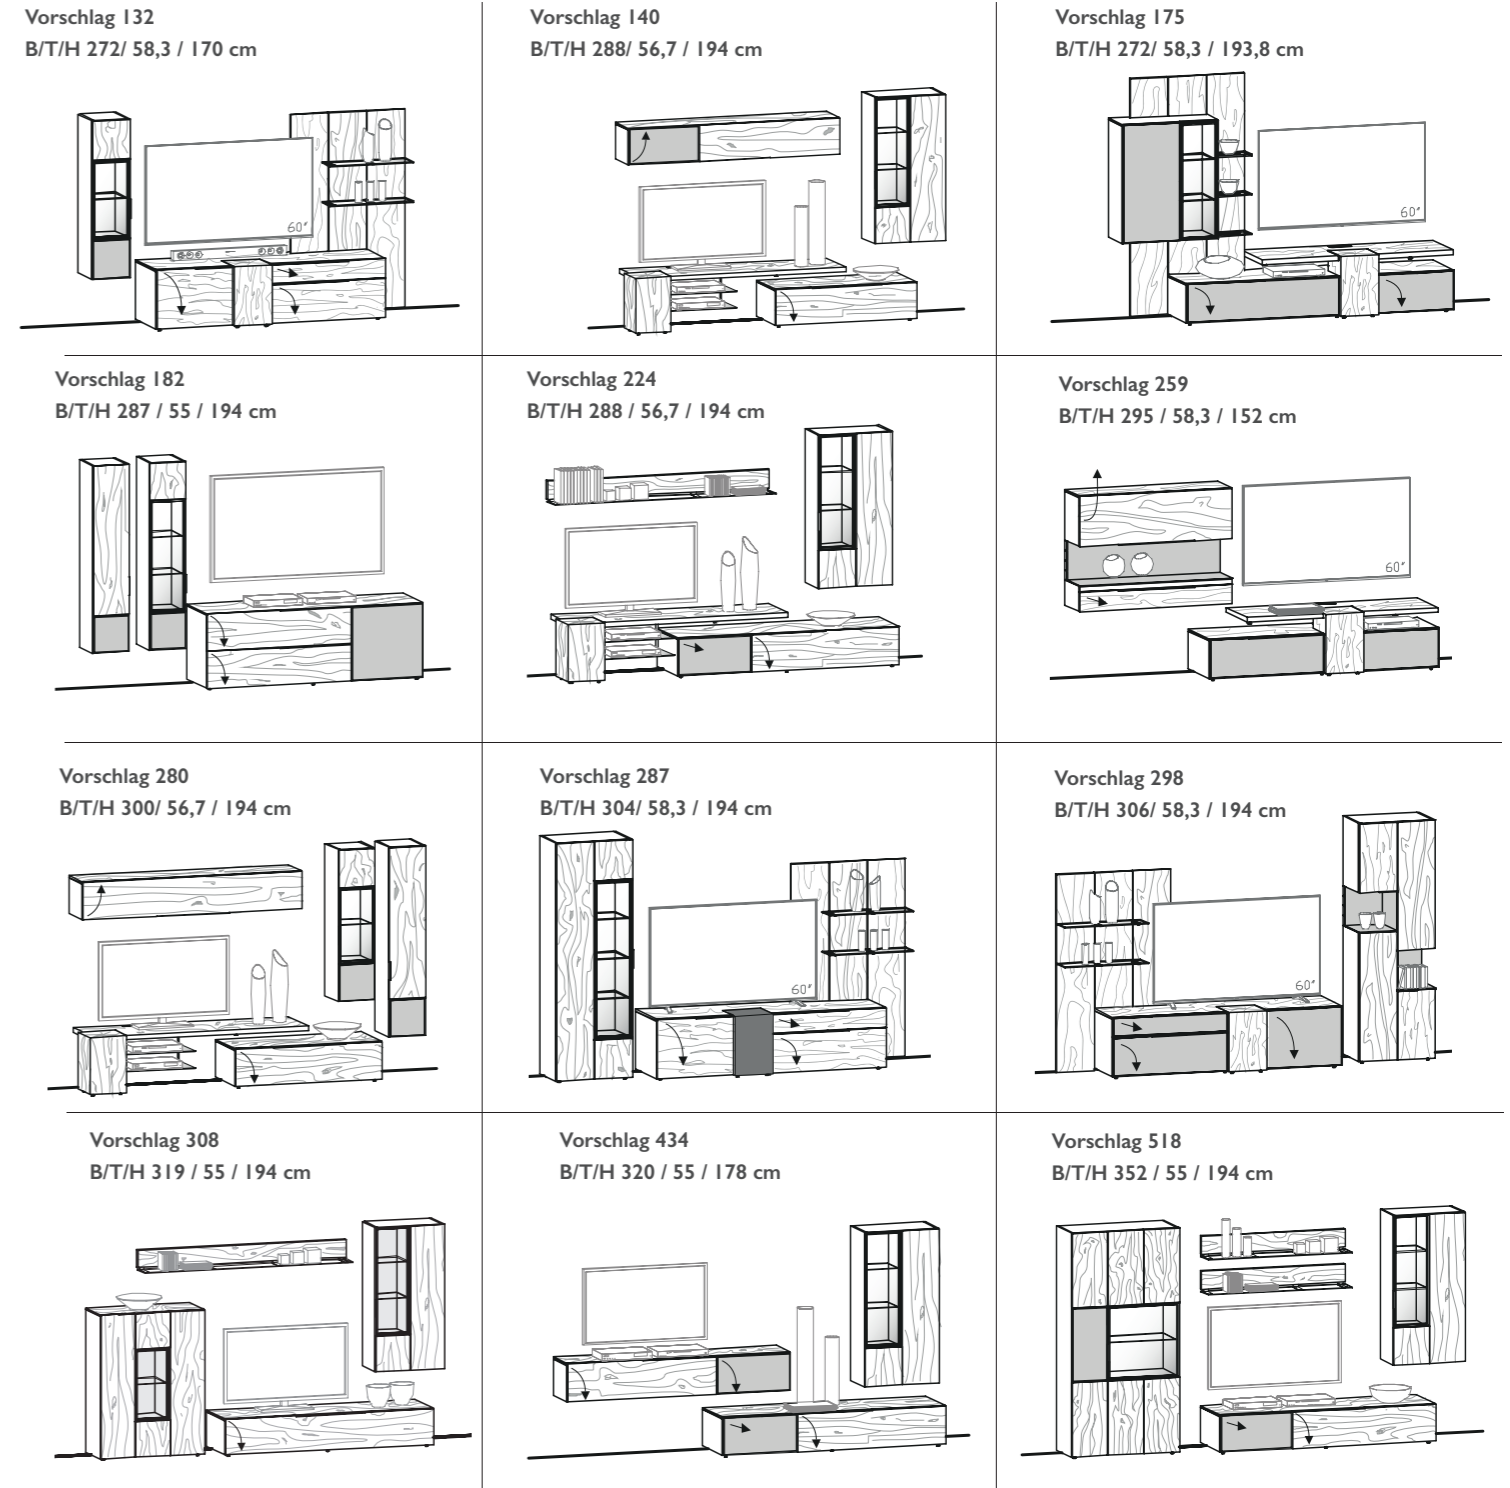 Vorschlag 132
B/T/H 272/ 58,3 / 170 cm
60"
Vorschlag 140
B/T/H 288/ 56,7 / 194 cm
Vorschlag 175
B/T/H 272/ 58,3 / 193,8 cm
60"
Vorschlag 182
B/T/H 287 / 55 / 194 cm
Vorschlag 224
B/T/H 288 / 56,7 / 194 cm
Vorschlag 259
B/T/H 295 / 58,3 / 152 cm
60"
Vorschlag 280
B/T/H 300/ 56,7 / 194 cm
Vorschlag 287
B/T/H 304/ 58,3 / 194 cm
60"
Vorschlag 298
B/T/H 306/ 58,3 / 194 cm
60"
Vorschlag 308
B/T/H 319 / 55 / 194 cm
Vorschlag 434
B/T/H 320 / 55 / 178 cm
Vorschlag 518
B/T/H 352 / 55 / 194 cm